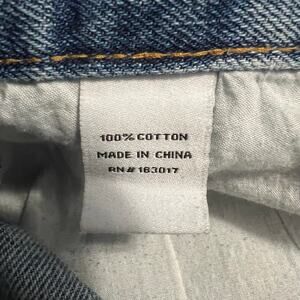 100% COTTON
MADE IN CHINA
RN# 163017